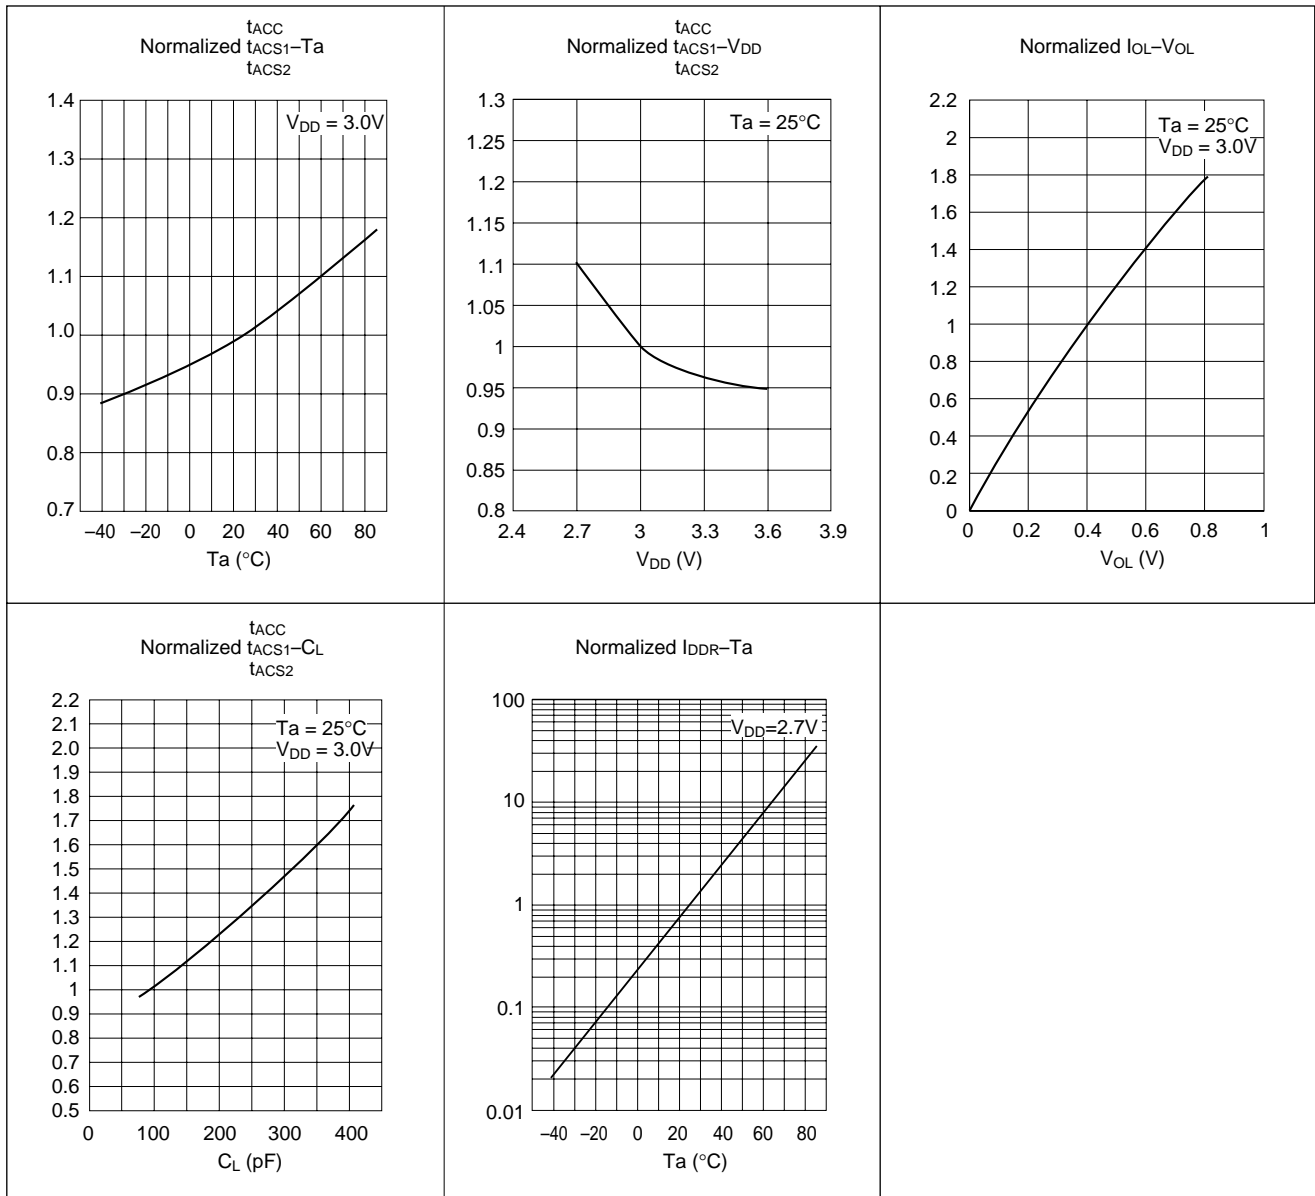 tACC
Normalized tACS1–Ta
tACS2
VDD = 3.0V
1.4
1.3
1.2
1.1
1.0
0.9
0.8
0.7
–40 –20 0 20 40 60 80
Ta (°C)
tACC
Normalized tACS1–VDD
tACS2
Ta = 25°C
1.3
1.25
1.2
1.15
1.1
1.05
1
0.95
0.9
0.85
0.8
2.4 2.7 3 3.3 3.6 3.9
VDD (V)
Normalized IOL–VOL
Ta = 25°C
VDD = 3.0V
2.2
2
1.8
1.6
1.4
1.2
1
0.8
0.6
0.4
0.2
0
0 0.2 0.4 0.6 0.8 1
VOL (V)
tACC
Normalized tACS1–CL
tACS2
Ta = 25°C
VDD = 3.0V
2.2
2.1
2.0
1.9
1.8
1.7
1.6
1.5
1.4
1.3
1.2
1.1
1
0.9
0.8
0.7
0.6
0.5
0 100 200 300 400
CL (pF)
Normalized IDDR–Ta
VDD=2.7V
100
10
1
0.1
0.01
–40 –20 0 20 40 60 80
Ta (°C)